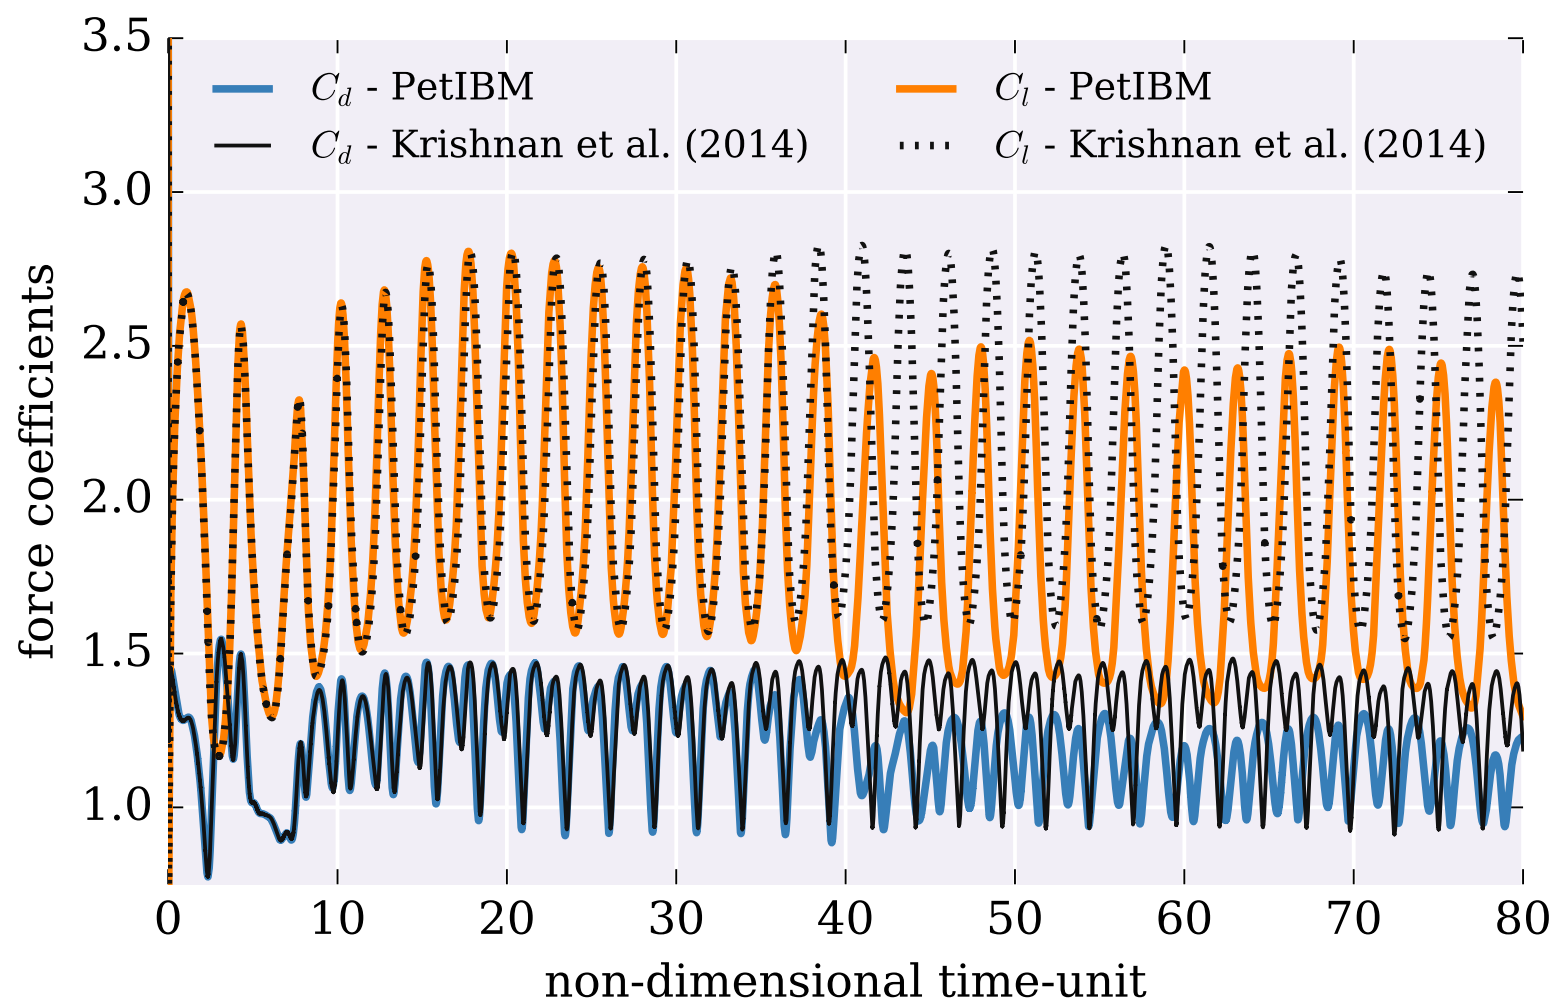 3.5
3.0
2.5
2.0
1.5
1.0
force coefficients
C_d - PetIBM
C_d - Krishnan et al. (2014)
C_l - PetIBM
C_l - Krishnan et al. (2014)
0 10 20 30 40 50 60 70 80
non-dimensional time-unit